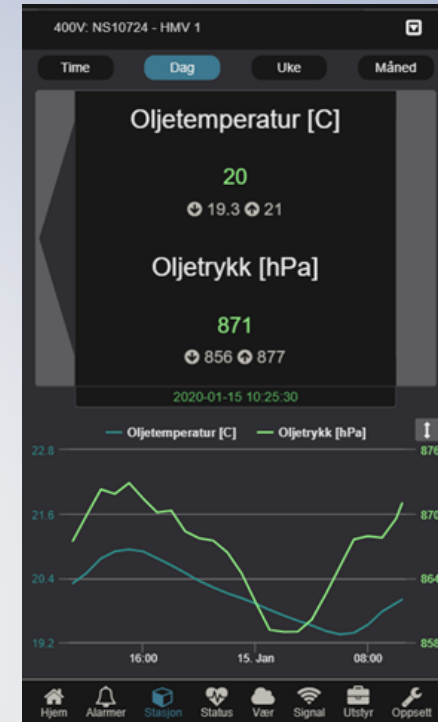 400V: NS10724 - HMV 1
Time Dag Uke Måned
Oljetemperatur [C]
20
19.3 21
Oljetrykk [hPa]
871
856 877
2020-01-15 10:25:30
Oljetemperatur [C] Oljetrykk [hPa]
22.8 876
21.6 870
20.4 864
19.2 858
16:00 15. Jan 08:00
Hjem Alarmer Stasjon Status Vær Signal Utstyr Oppsett